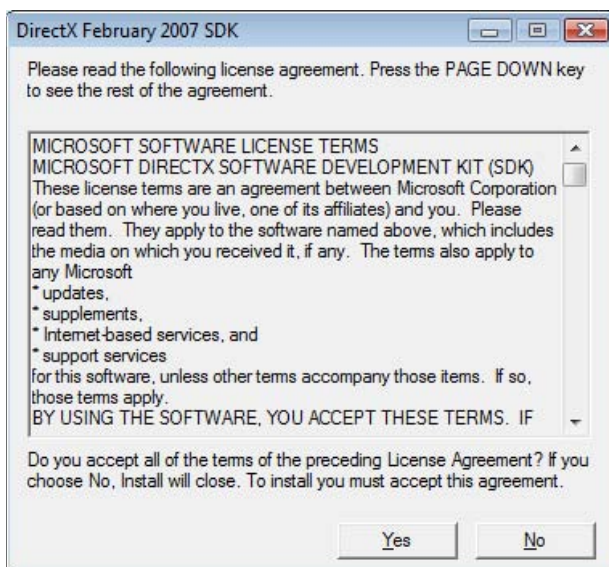 DirectX February 2007 SDK
Please read the following license agreement. Press the PAGE DOWN key
to see the rest of the agreement.
MICROSOFT SOFTWARE LICENSE TERMS
MICROSOFT DIRECTX SOFTWARE DEVELOPMENT KIT (SDK)
These license terms are an agreement between Microsoft Corporation
(or based on where you live, one of its affiliates) and you.  Please
read them.  They apply to the software named above, which includes
the media on which you received it, if any.  The terms also apply to
any Microsoft
* updates,
* supplements,
* Internet-based services, and
* support services
for this software, unless other terms accompany those items.  If so,
those terms apply.
BY USING THE SOFTWARE, YOU ACCEPT THESE TERMS.  IF
Do you accept all of the terms of the preceding License Agreement? If you
choose No, Install will close. To install you must accept this agreement.
Yes No